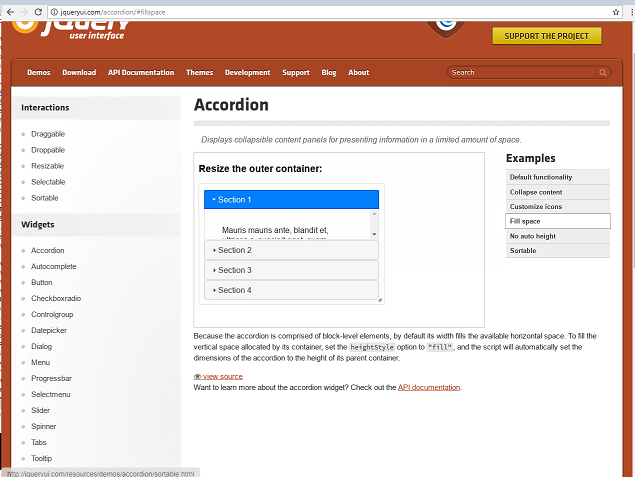 jqueryui.com/accordion/#fillspace
jQuery
user interface
SUPPORT THE PROJECT
Demos Download API Documentation Themes Development Support Blog About
Search
Interactions
Draggable
Droppable
Resizable
Selectable
Sortable
Widgets
Accordion
Autocomplete
Button
Checkboxradio
Controlgroup
Datepicker
Dialog
Menu
Progressbar
Selectmenu
Slider
Spinner
Tabs
Tooltip
Accordion
Displays collapsible content panels for presenting information in a limited amount of space.
Resize the outer container:
Section 1
Mauris mauris ante, blandit et,
Section 2
Section 3
Section 4
Examples
Default functionality
Collapse content
Customize icons
Fill space
No auto height
Sortable
Because the accordion is comprised of block-level elements, by default its width fills the available horizontal space. To fill the
vertical space allocated by its container, set the heightStyle option to "fill", and the script will automatically set the
dimensions of the accordion to the height of its parent container.
view source
Want to learn more about the accordion widget? Check out the API documentation.
http://jqueryui.com/resources/demos/accordion/sortable.html